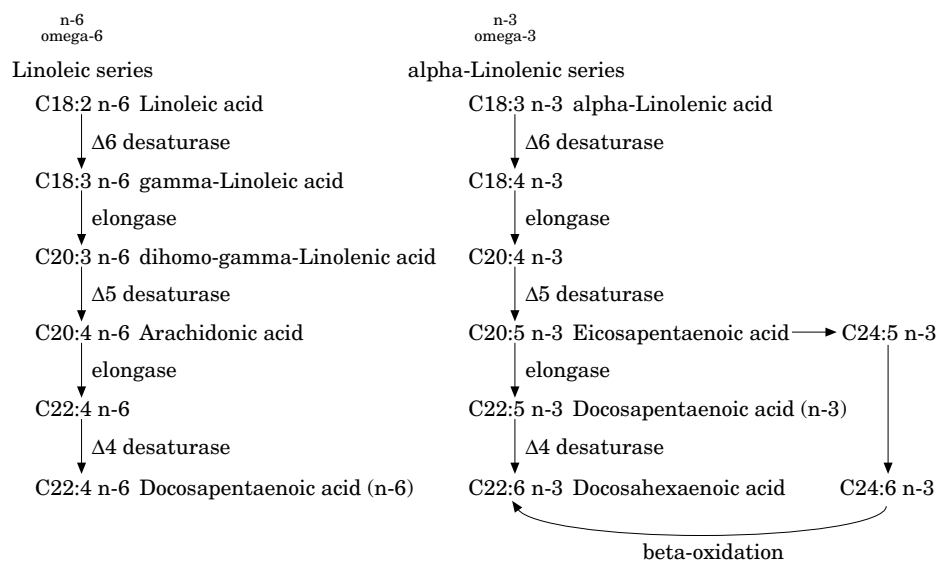 n-6
omega-6
Linoleic series
C18:2 n-6 Linoleic acid
Δ6 desaturase
C18:3 n-6 gamma-Linoleic acid
elongase
C20:3 n-6 dihomo-gamma-Linolenic acid
Δ5 desaturase
C20:4 n-6 Arachidonic acid
elongase
C22:4 n-6
Δ4 desaturase
C22:4 n-6 Docosapentaenoic acid (n-6)
n-3
omega-3
alpha-Linolenic series
C18:3 n-3 alpha-Linolenic acid
Δ6 desaturase
C18:4 n-3
elongase
C20:4 n-3
Δ5 desaturase
C20:5 n-3 Eicosapentaenoic acid
elongase
C22:5 n-3 Docosapentaenoic acid (n-3)
Δ4 desaturase
C22:6 n-3 Docosahexaenoic acid
C24:5 n-3
C24:6 n-3
beta-oxidation